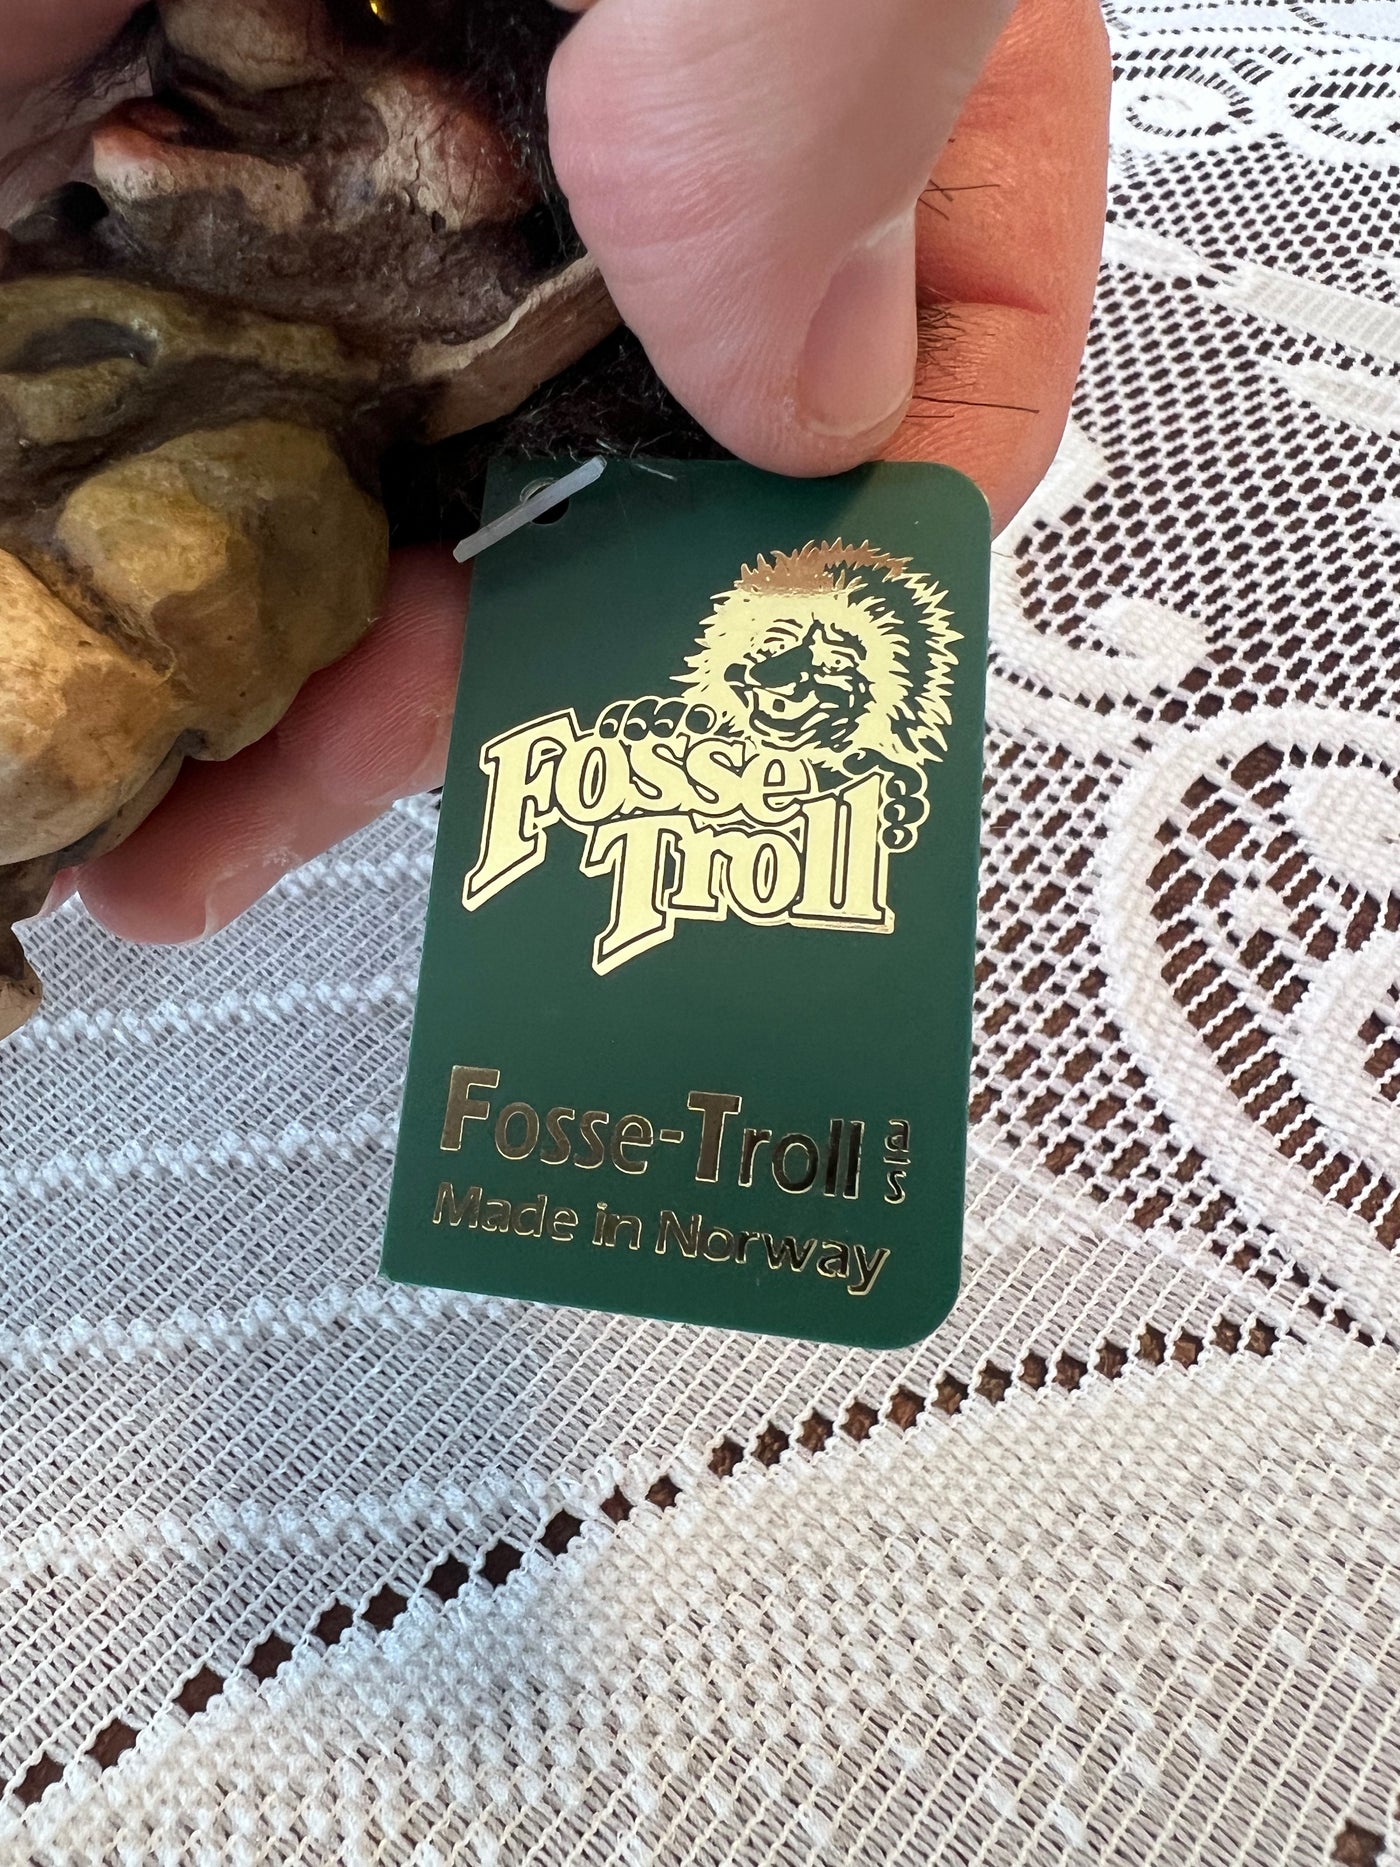 Fosse
Troll
Fosse-Troll a/s
Made in Norway